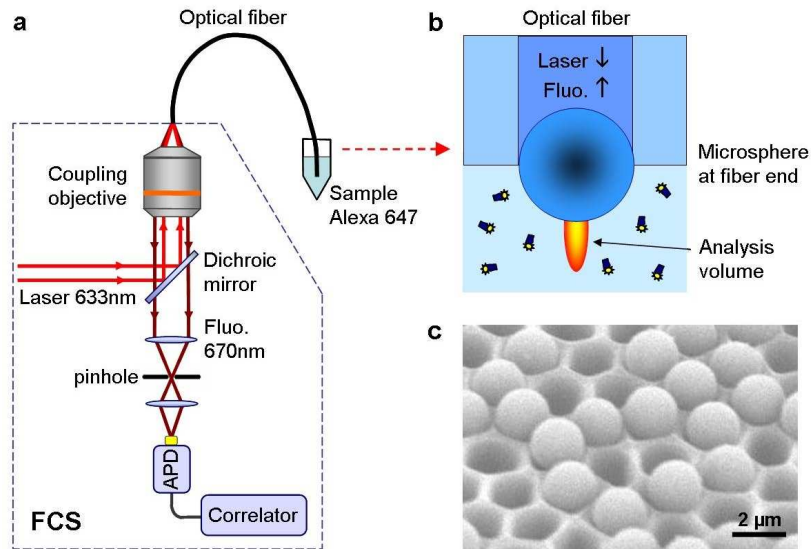 a
Optical fiber
Coupling
objective
Sample
Alexa 647
Dichroic
mirror
Laser 633nm
Fluo.
670nm
pinhole
APD
Correlator
FCS
b
Optical fiber
Laser ↓
Fluo. ↑
Microsphere
at fiber end
Analysis
volume
c
2 µm